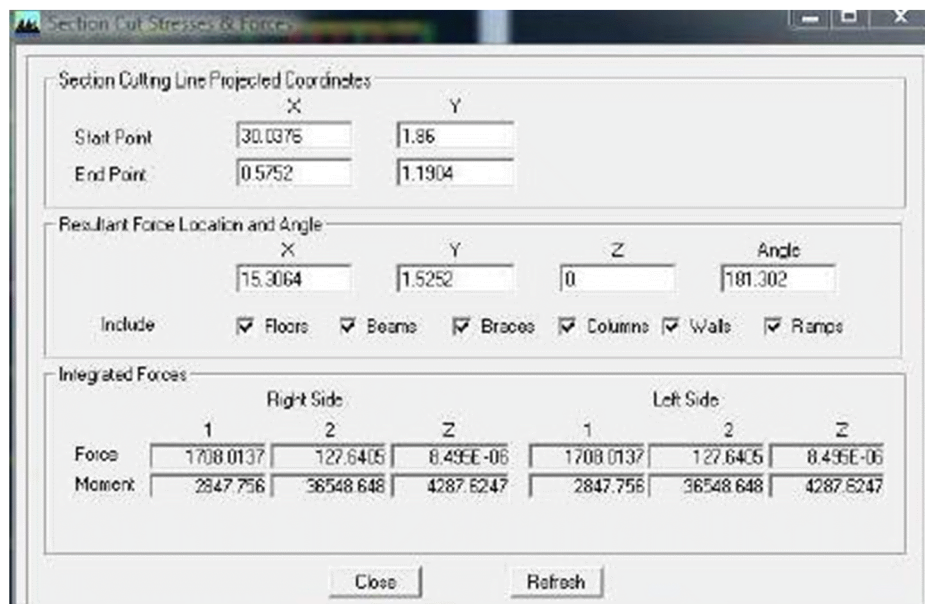 Section Cut Stresses & Forces
Section Cutting Line Projected Coordinates
X Y
Start Point 30.0376 1.86
End Point 0.5752 1.1904
Resultant Force Location and Angle
X Y Z Angle
15.3064 1.5252 0. 181.302
Include Floors Beams Braces Columns Walls Ramps
Integrated Forces
Right Side Left Side
1 2 Z 1 2 Z
Force 1708.0137 127.6405 8.495E-06 1708.0137 127.6405 8.495E-06
Moment 2847.756 36548.648 4287.6247 2847.756 36548.648 4287.6247
Close Refresh